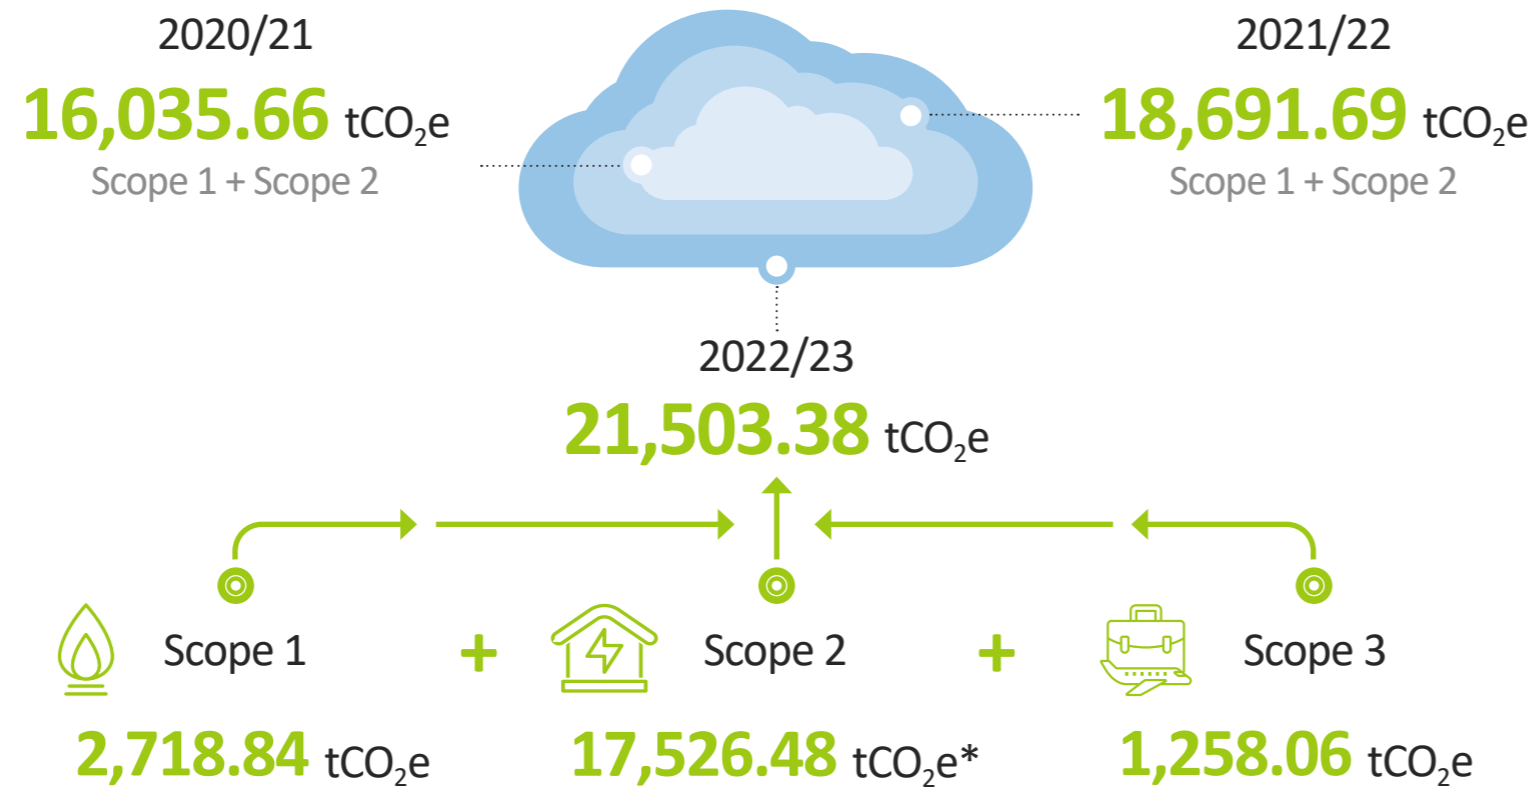 2020/21
16,035.66 tCO₂e
Scope 1 + Scope 2
2021/22
18,691.69 tCO₂e
Scope 1 + Scope 2
2022/23
21,503.38 tCO₂e
Scope 1
+
Scope 2
+
Scope 3
2,718.84 tCO₂e
17,526.48 tCO₂e*
1,258.06 tCO₂e